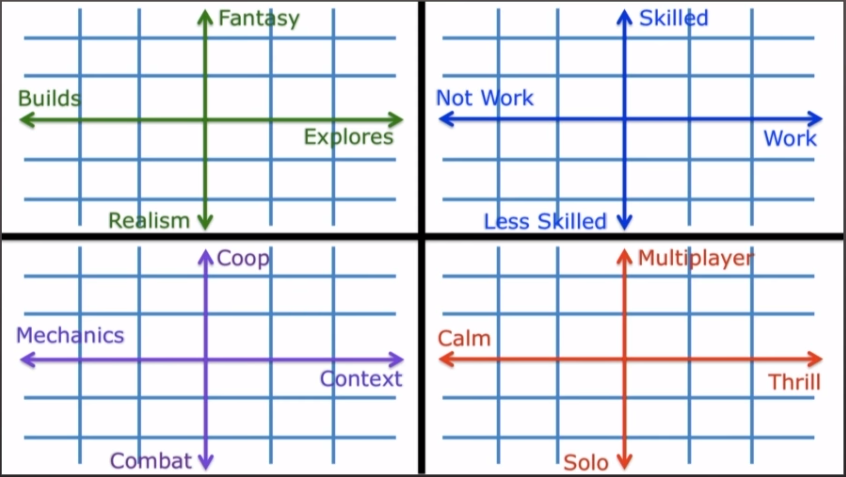 Fantasy
Builds
Explores
Realism
Skilled
Not Work
Work
Less Skilled
Coop
Mechanics
Context
Combat
Multiplayer
Calm
Thrill
Solo